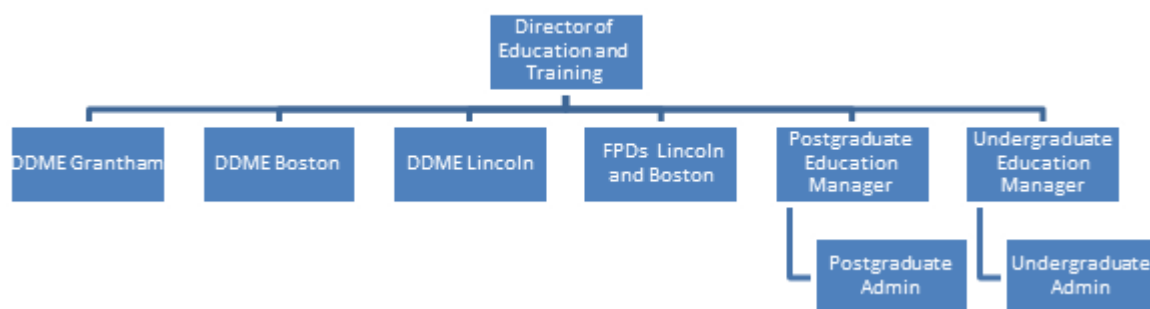 Director of
Education and
Training
DDME Grantham
DDME Boston
DDME Lincoln
FPDs Lincoln
and Boston
Postgraduate
Education
Manager
Undergraduate
Education
Manager
Postgraduate
Admin
Undergraduate
Admin